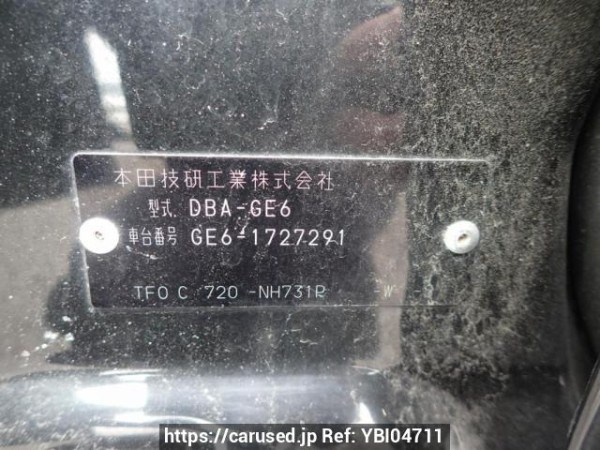 本田技研工業株式会社
型式 DBA-GE6
車台番号 GE6-1727291
TFO C 720 -NH731P -W
https://carused.jp Ref: YBI04711